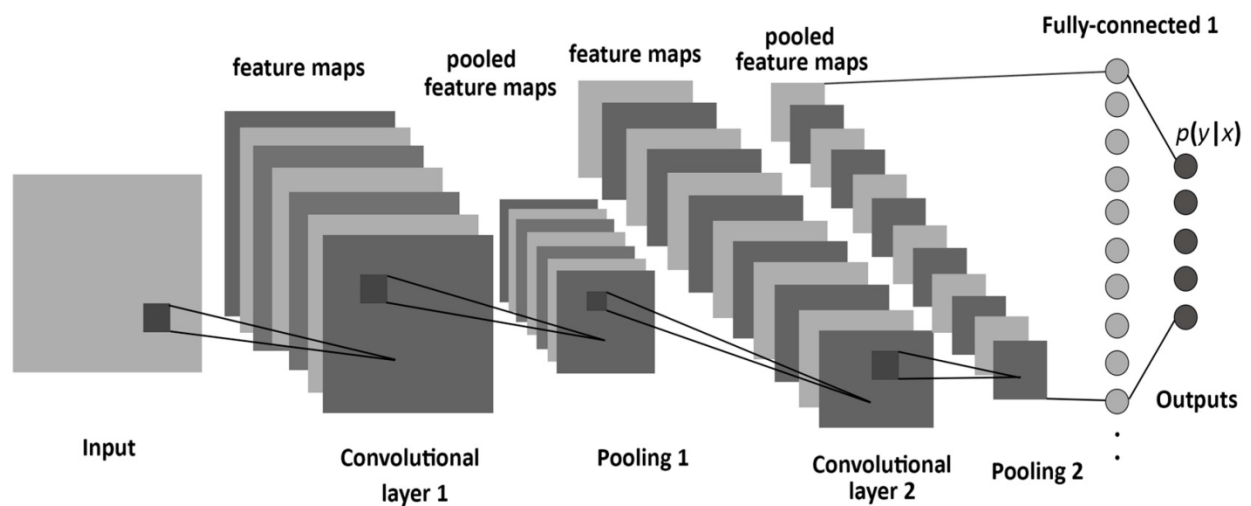 Fully-connected 1
feature maps
pooled
feature maps
feature maps
pooled
feature maps
p(y|x)
Input
Convolutional
layer 1
Pooling 1
Convolutional
layer 2
Pooling 2
Outputs